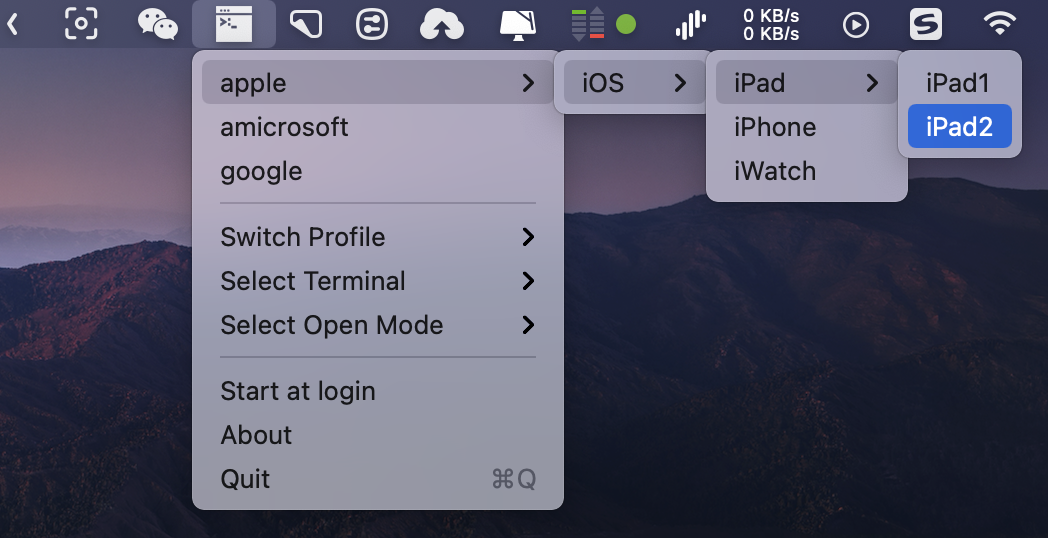 0 KB/s
0 KB/s
apple
iOS
iPad
iPad1
amicrosoft
iPhone
iPad2
google
iWatch
Switch Profile
Select Terminal
Select Open Mode
Start at login
About
Quit ⌘Q